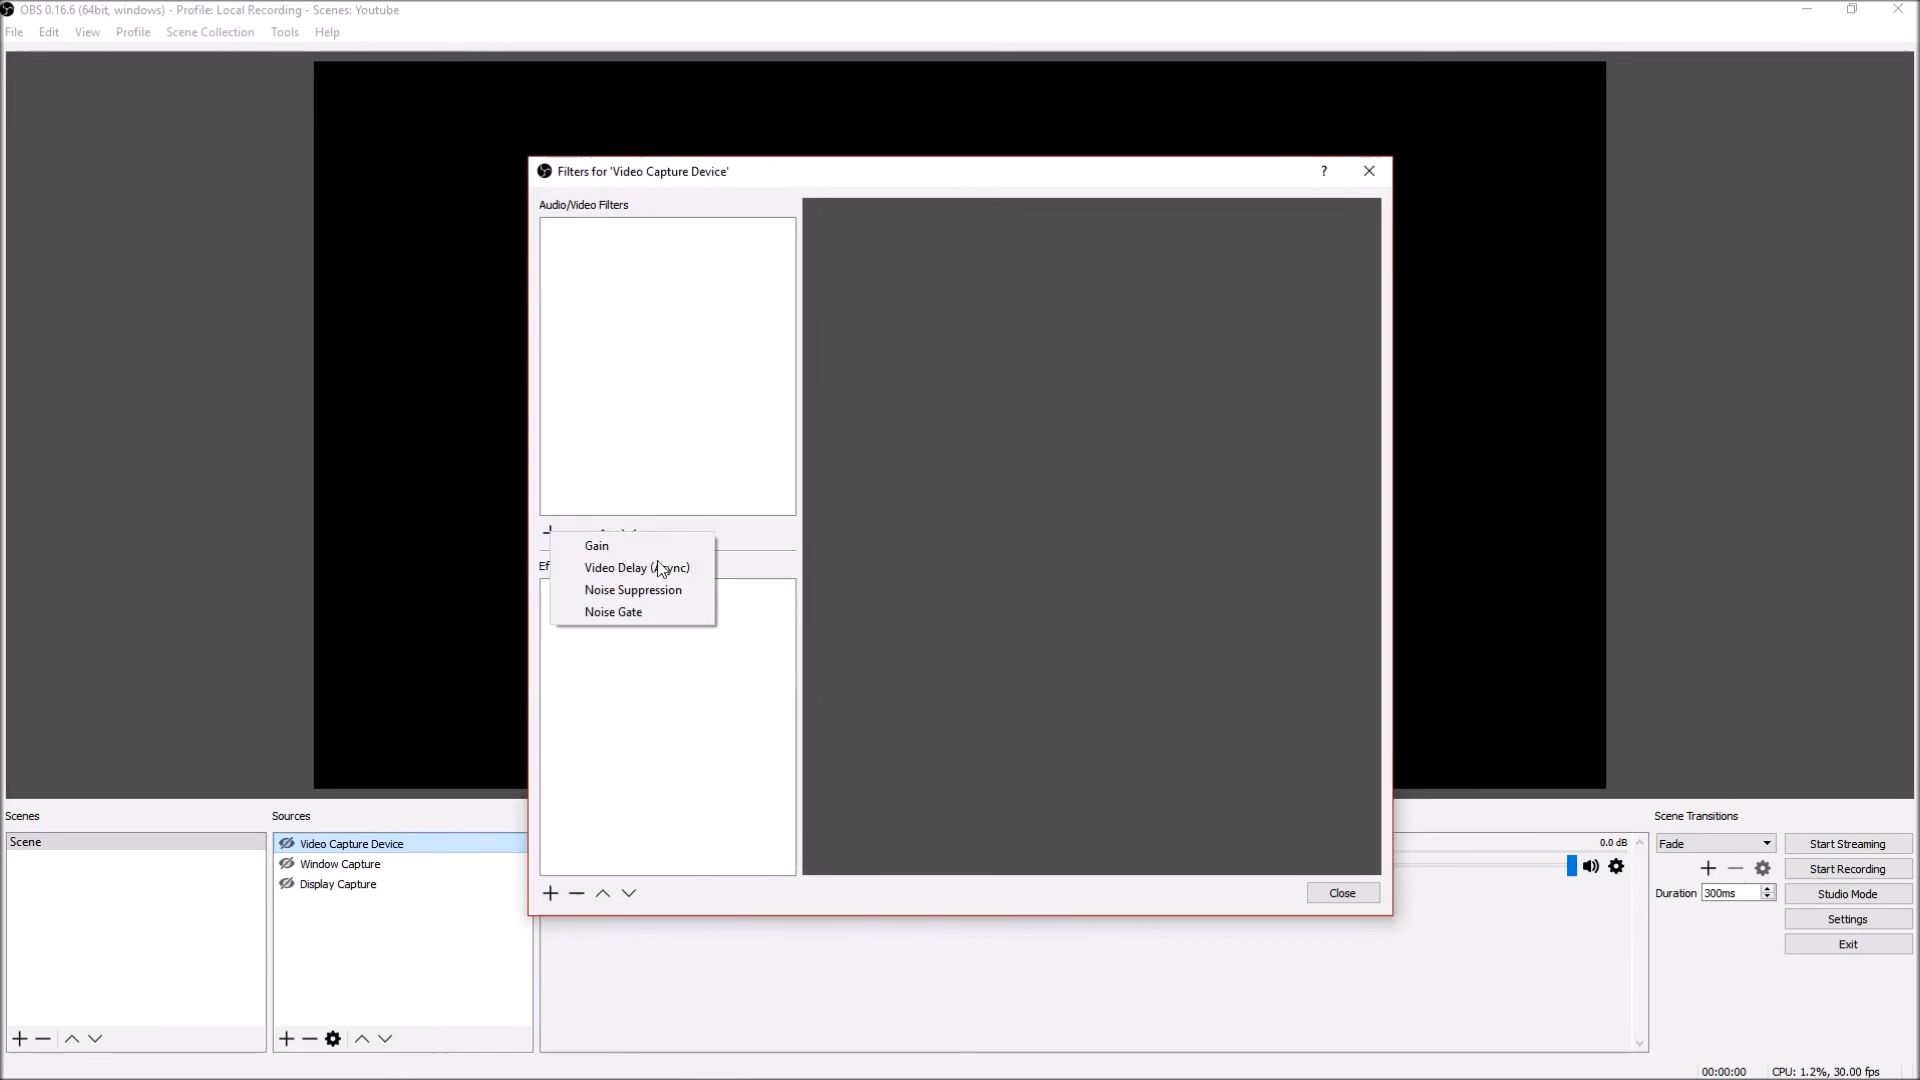 OBS 0.16.6 (64bit, windows) - Profile: Local Recording - Scenes: Youtube
File Edit View Profile Scene Collection Tools Help
Filters for 'Video Capture Device'
?
Audio/Video Filters
Gain
Video Delay
Noise Suppression
Noise Gate
Close
Scenes
Scene
Sources
Video Capture Device
Window Capture
Display Capture
0.0 dB
Scene Transitions
Fade
Duration 300ms
Start Streaming
Start Recording
Studio Mode
Settings
Exit
00:00:00 CPU: 1.2%, 30.00 fps